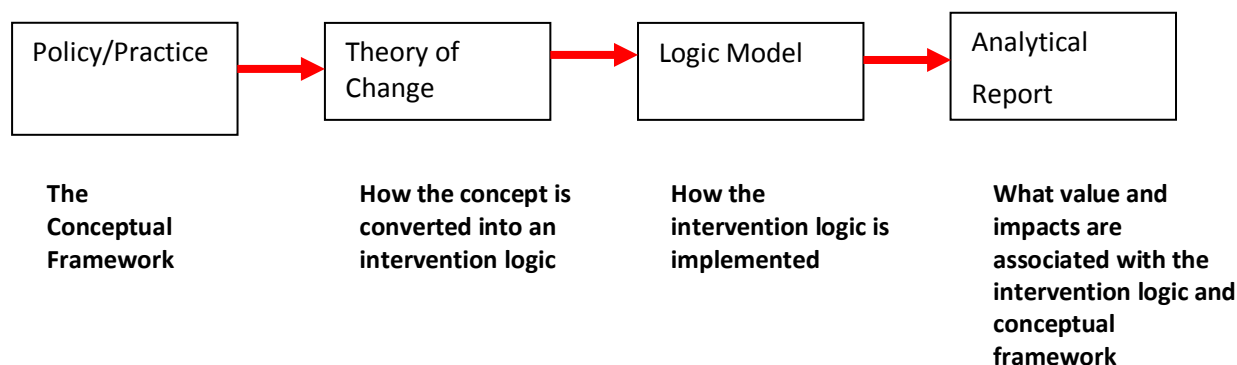 Policy/Practice
Theory of
Change
Logic Model
Analytical
Report
The
Conceptual
Framework
How the concept is
converted into an
intervention logic
How the
intervention logic is
implemented
What value and
impacts are
associated with the
intervention logic and
conceptual
framework